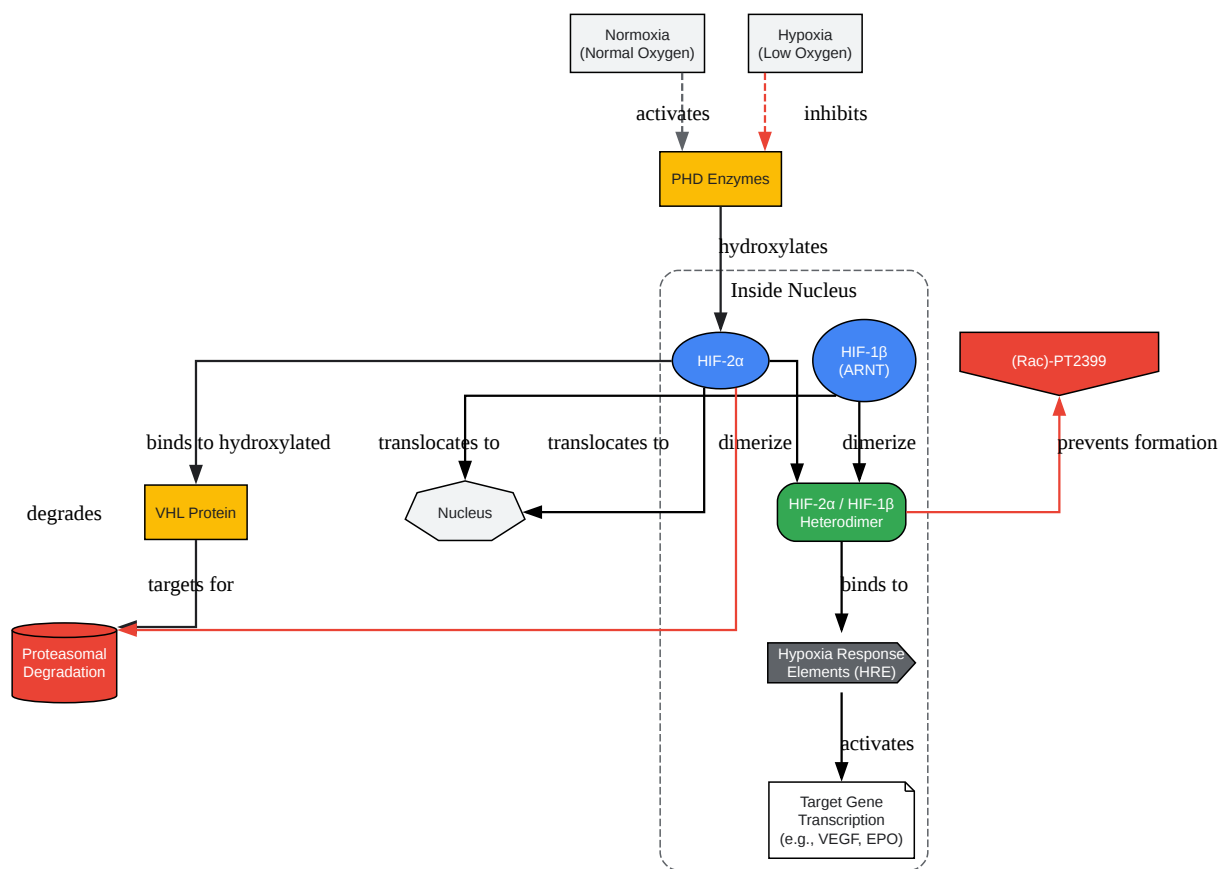 Normoxia
(Normal Oxygen)
Hypoxia
(Low Oxygen)
activates
inhibits
PHD Enzymes
hydroxylates
Inside Nucleus
HIF-2α
HIF-1β
(ARNT)
(Rac)-PT2399
binds to hydroxylated
translocates to
translocates to
dimerize
dimerize
prevents formation
degrades
VHL Protein
Nucleus
HIF-2α / HIF-1β
Heterodimer
targets for
binds to
Proteasomal
Degradation
Hypoxia Response
Elements (HRE)
activates
Target Gene
Transcription
(e.g., VEGF, EPO)